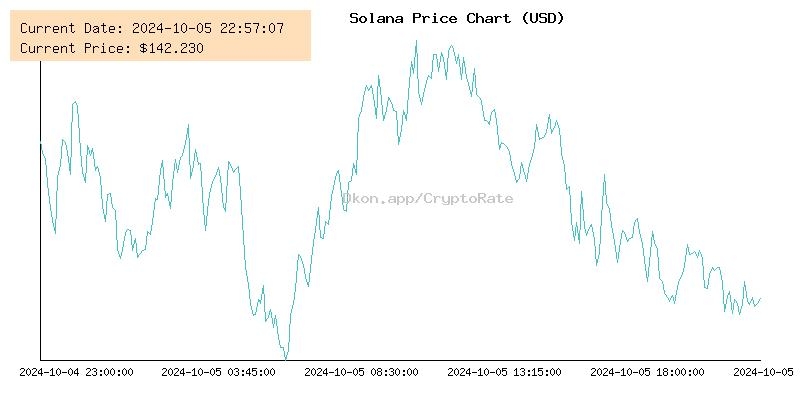 Solana Price Chart (USD)
Current Date: 2024-10-05 22:57:07
Current Price: $142.230
Dkon.app/CryptoRate
2024-10-04 23:00:00
2024-10-05 03:45:00
2024-10-05 08:30:00
2024-10-05 13:15:00
2024-10-05 18:00:00
2024-10-05